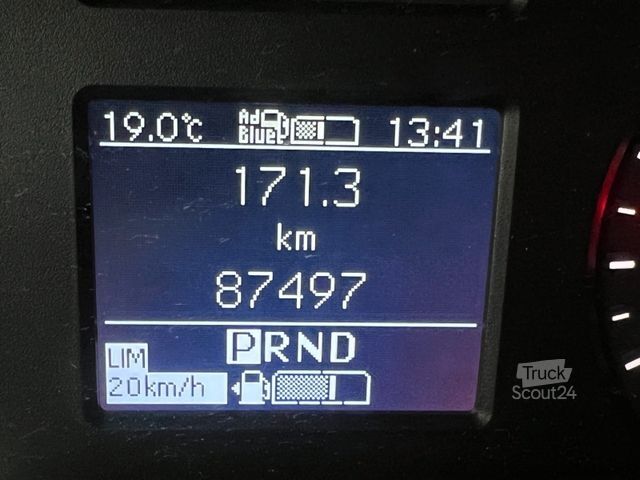 19.0°C Ad Blue 13:41
171.3
km
87497
PRND
LIM
20km/h
Truck
Scout24